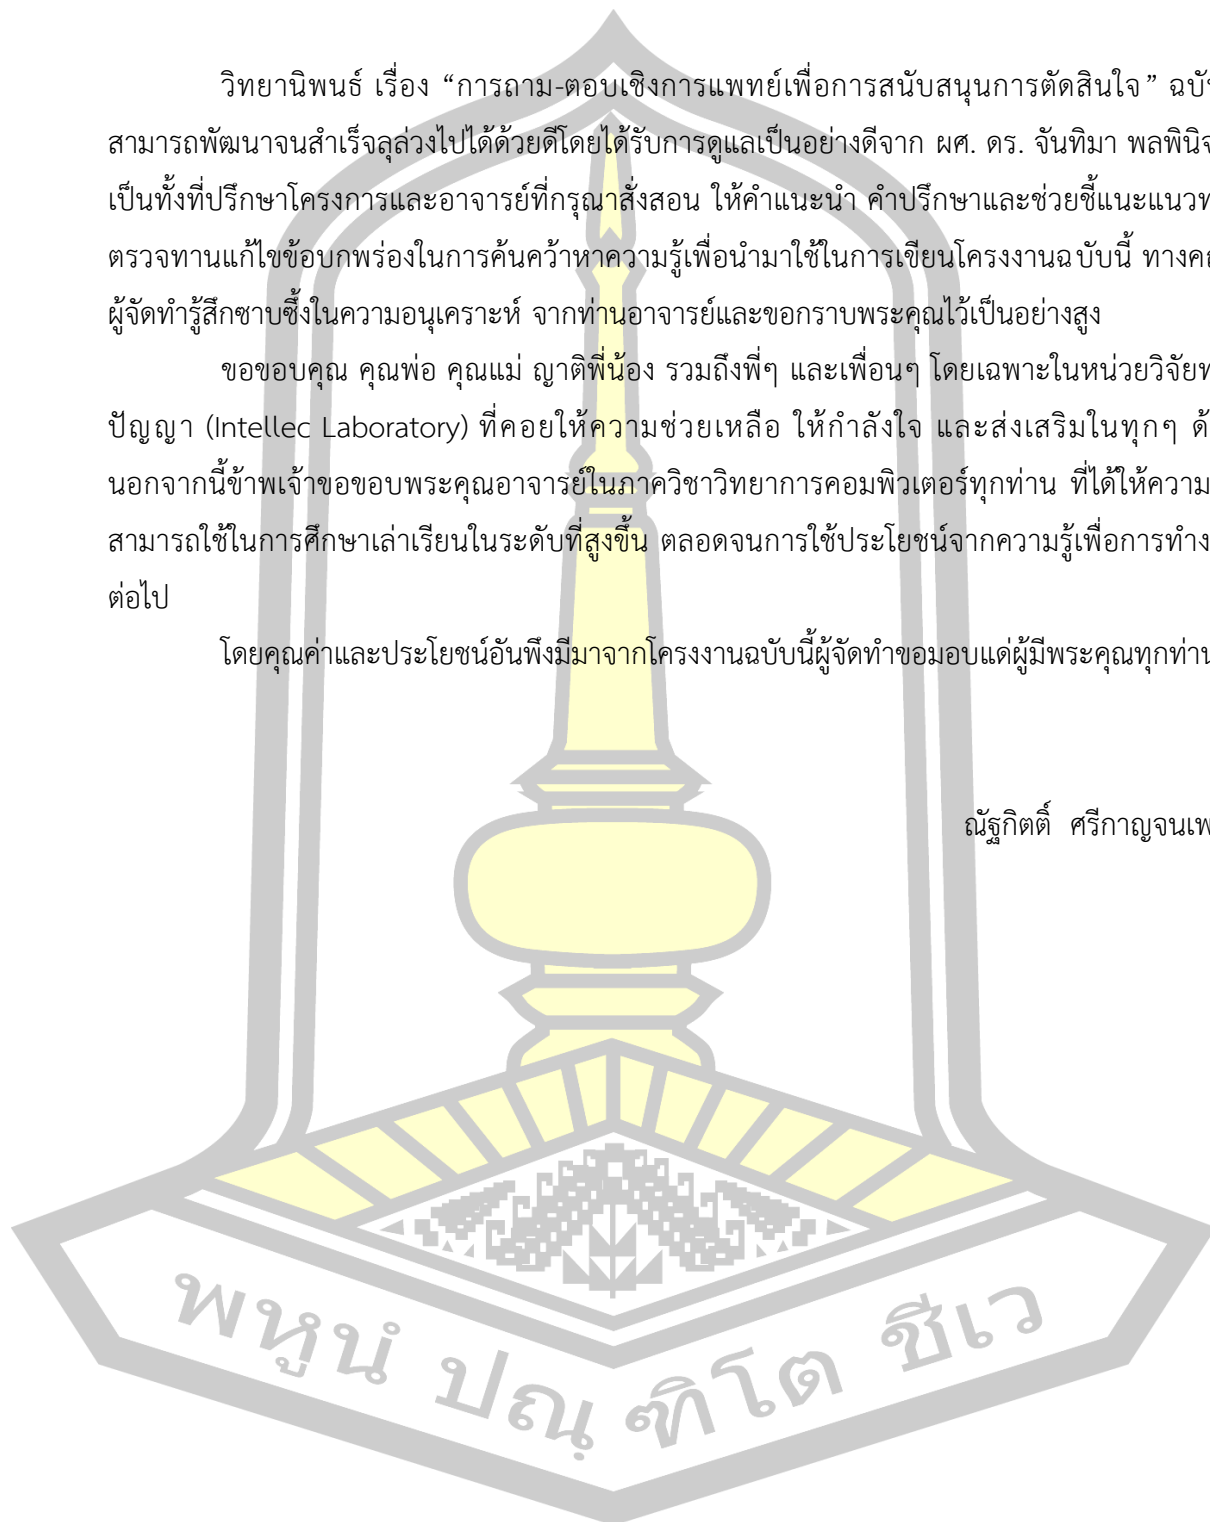 วิทยานิพนธ์ เรื่อง “การถาม-ตอบเชิงการแพทย์เพื่อการสนับสนุนการตัดสินใจ”
สามารถพัฒนาจนสำเร็จลุล่วงไปได้ด้วยดีโดยได้รับการดูแลเป็นอย่างดีจาก ผศ. ดร. จันทิมา พลพินิจ
เป็นทั้งที่ปรึกษาโครงการและอาจารย์ที่กรุณาสั่งสอน ให้คำแนะนำ คำปรึกษาและช่วยชี้แนะ
ตรวจทานแก้ไขข้อบกพร่องในการค้นคว้าหาความรู้เพื่อนำมาใช้ในการเขียนโครงงานฉบับนี้
ผู้จัดทำรู้สึกซาบซึ้งในความอนุเคราะห์ จากท่านอาจารย์และขอกราบพระคุณไว้เป็นอย่างสูง
ขอขอบคุณ คุณพ่อ คุณแม่ ญาติพี่น้อง รวมถึงพี่ๆ และเพื่อนๆ โดยเฉพาะในหน่วยวิจัย
ปัญญา (Intellec Laboratory) ที่คอยให้ความช่วยเหลือ ให้กำลังใจ และส่งเสริมในทุกๆ
นอกจากนี้ข้าพเจ้าขอขอบพระคุณอาจารย์ในภาควิชาวิทยาการคอมพิวเตอร์ทุกท่าน ที่ได้ให้ความ
สามารถใช้ในการศึกษาเล่าเรียนในระดับที่สูงขึ้น ตลอดจนการใช้ประโยชน์จากความรู้เพื่อการ
ต่อไป
โดยคุณค่าและประโยชน์อันพึงมีมาจากโครงงานฉบับนี้ผู้จัดทำขอมอบแด่ผู้มีพระคุณทุกท่าน
ณัฐกิตติ์ ศรีกาญจนเพ
พหูนํ ปณฺฑิโต ชีเว